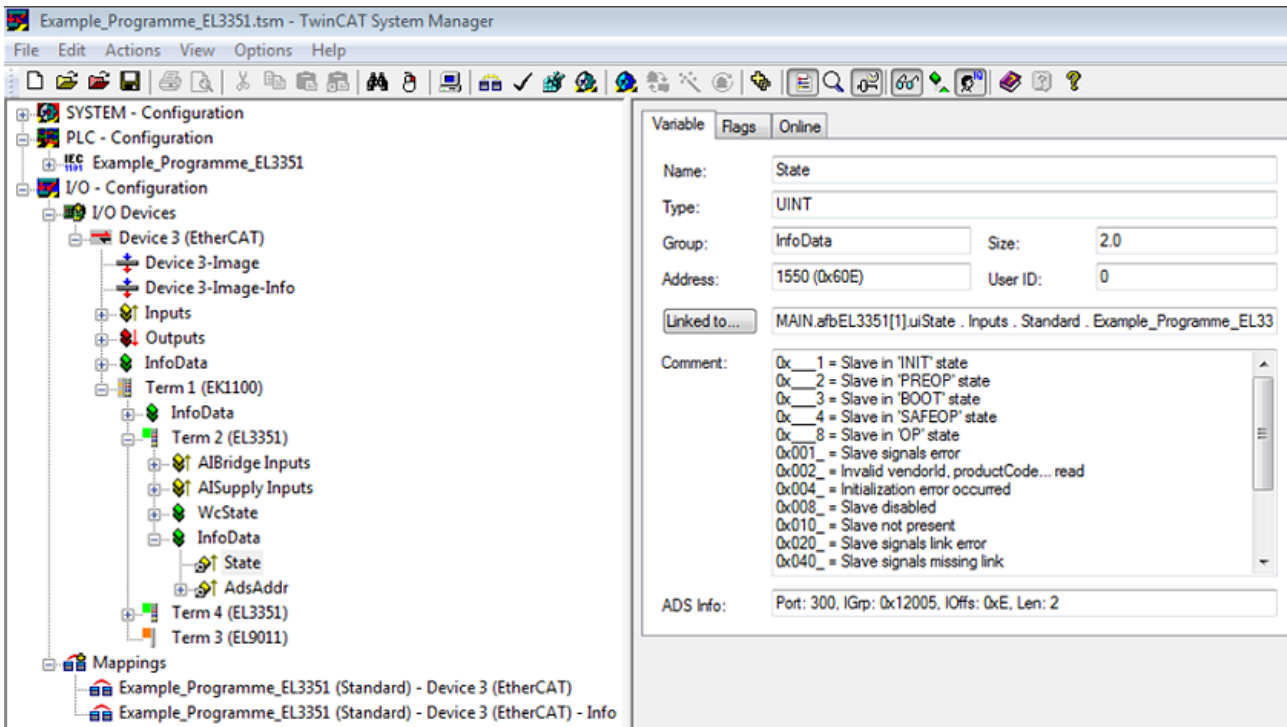 Example_Programme_EL3351.tsm - TwinCAT System Manager
File Edit Actions View Options Help
SYSTEM - Configuration
PLC - Configuration
IEC 1101 Example_Programme_EL3351
I/O - Configuration
I/O Devices
Device 3 (EtherCAT)
Device 3-Image
Device 3-Image-Info
Inputs
Outputs
InfoData
Term 1 (EK1100)
InfoData
Term 2 (EL3351)
AIBridge Inputs
AISupply Inputs
WcState
InfoData
State
AdsAddr
Term 4 (EL3351)
Term 3 (EL9011)
Mappings
Example_Programme_EL3351 (Standard) - Device 3 (EtherCAT)
Example_Programme_EL3351 (Standard) - Device 3 (EtherCAT) - Info
Variable Flags Online
Name: State
Type: UINT
Group: InfoData Size: 2.0
Address: 1550 (0x60E) User ID: 0
Linked to... MAIN.afbEL3351[1].uiState . Inputs . Standard . Example_Programme_EL33
Comment:
0x___1 = Slave in 'INIT' state
0x___2 = Slave in 'PREOP' state
0x___3 = Slave in 'BOOT' state
0x___4 = Slave in 'SAFEOP' state
0x___8 = Slave in 'OP' state
0x001_ = Slave signals error
0x002_ = Invalid vendorId, productCode... read
0x004_ = Initialization error occurred
0x008_ = Slave disabled
0x010_ = Slave not present
0x020_ = Slave signals link error
0x040_ = Slave signals missing link
ADS Info: Port: 300, IGrp: 0x12005, IOffs: 0xE, Len: 2